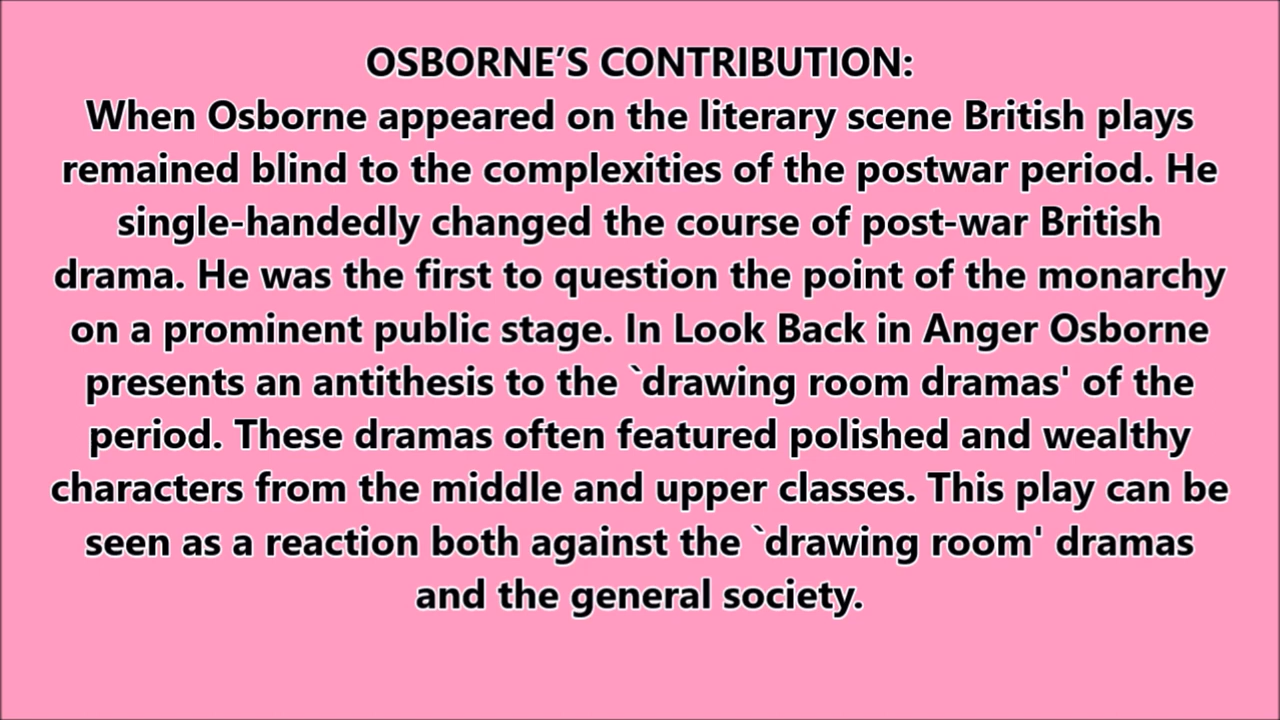 OSBORNE’S CONTRIBUTION:
When Osborne appeared on the literary scene British plays
remained blind to the complexities of the postwar period. He
single-handedly changed the course of post-war British
drama. He was the first to question the point of the monarchy
on a prominent public stage. In Look Back in Anger Osborne
presents an antithesis to the `drawing room dramas' of the
period. These dramas often featured polished and wealthy
characters from the middle and upper classes. This play can be
seen as a reaction both against the `drawing room' dramas
and the general society.